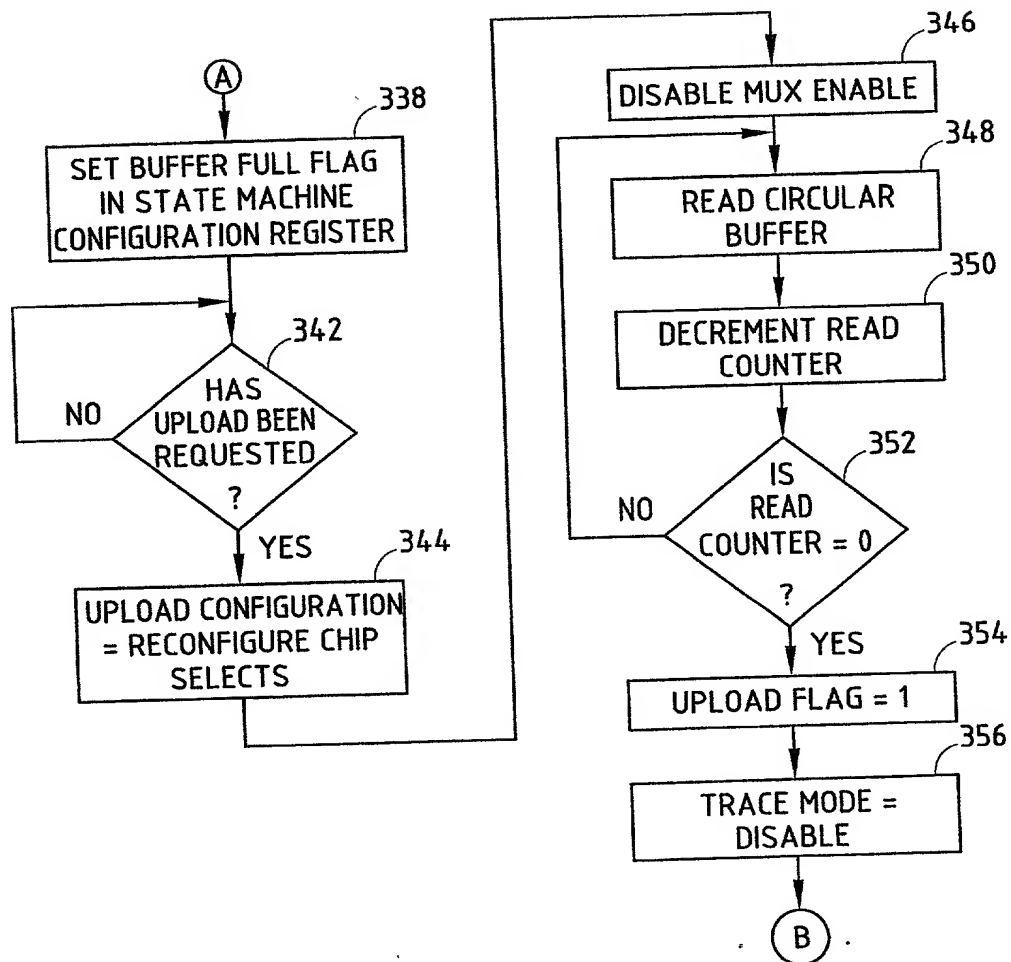 A
338
SET BUFFER FULL FLAG
IN STATE MACHINE
CONFIGURATION REGISTER
342
HAS
UPLOAD BEEN
REQUESTED
?
NO
YES
344
UPLOAD CONFIGURATION
= RECONFIGURE CHIP
SELECTS
346
DISABLE MUX ENABLE
348
READ CIRCULAR
BUFFER
350
DECREMENT READ
COUNTER
352
IS
READ
COUNTER = 0
?
NO
YES
354
UPLOAD FLAG = 1
356
TRACE MODE =
DISABLE
B